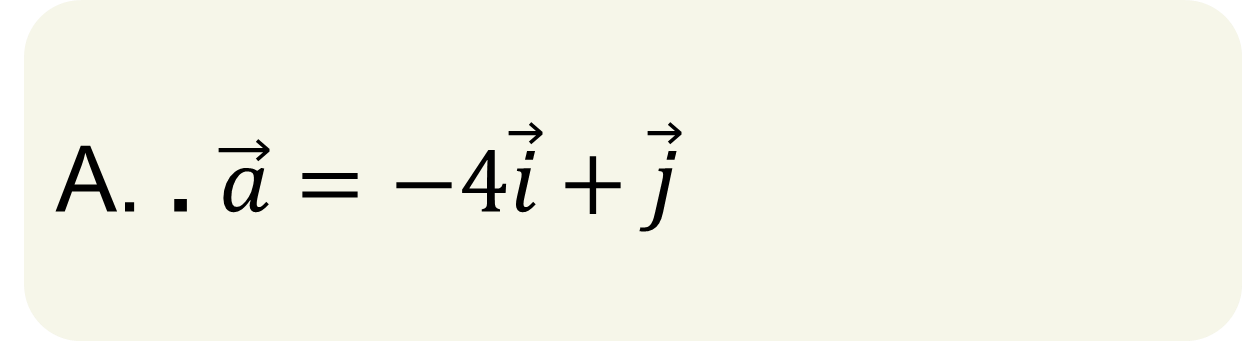 A. . $\vec{a} = -4\vec{i} + \vec{j}$